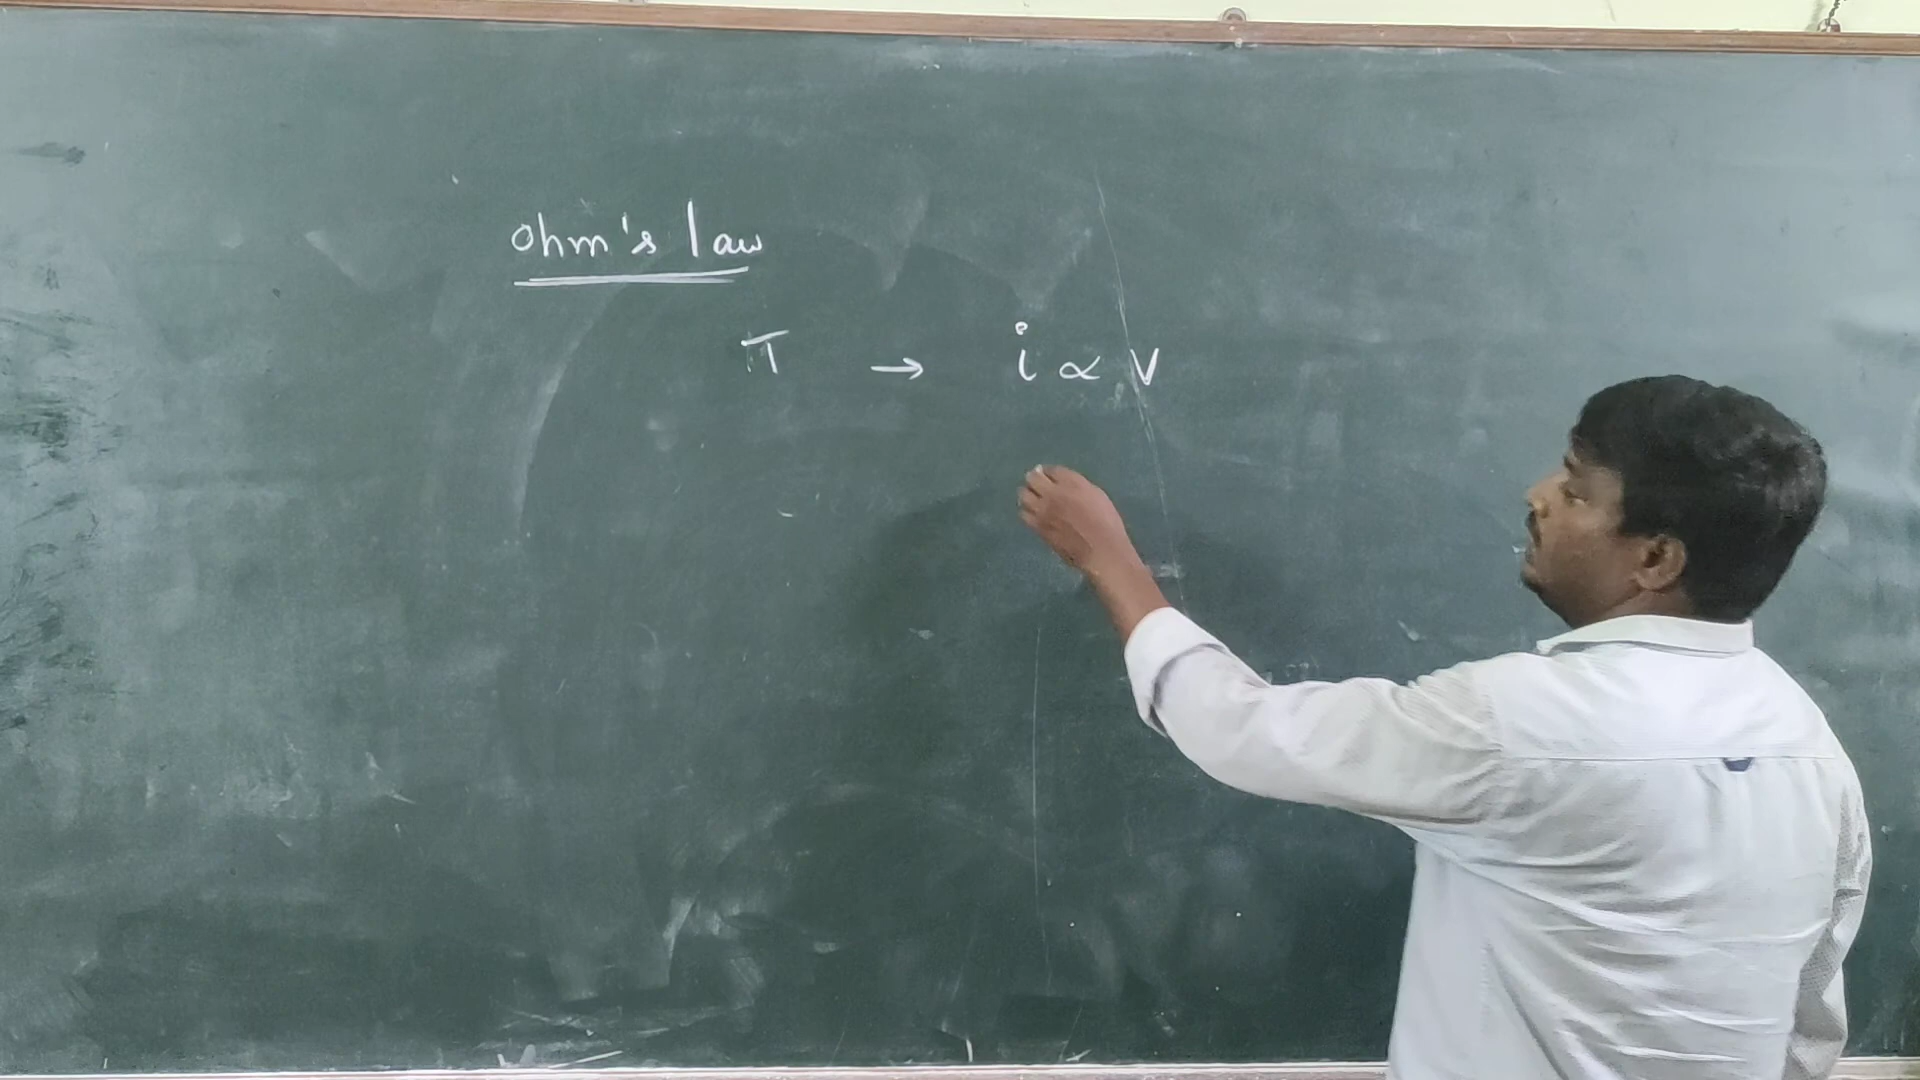 ohm's law
T → i ∝ V